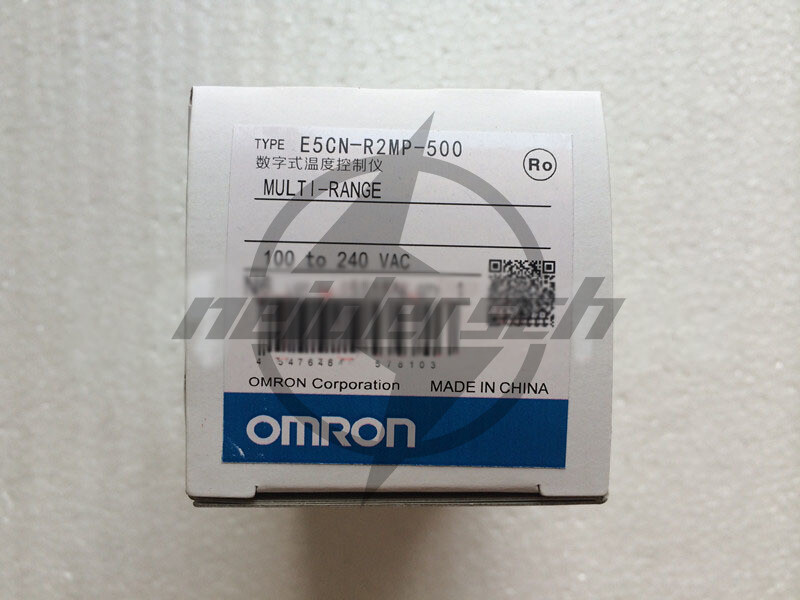 TYPE E5CN-R2MP-500
数字式温度控制仪
Ro
MULTI-RANGE
100 to 240 VAC
neidersch
OMRON Corporation MADE IN CHINA
OMRON